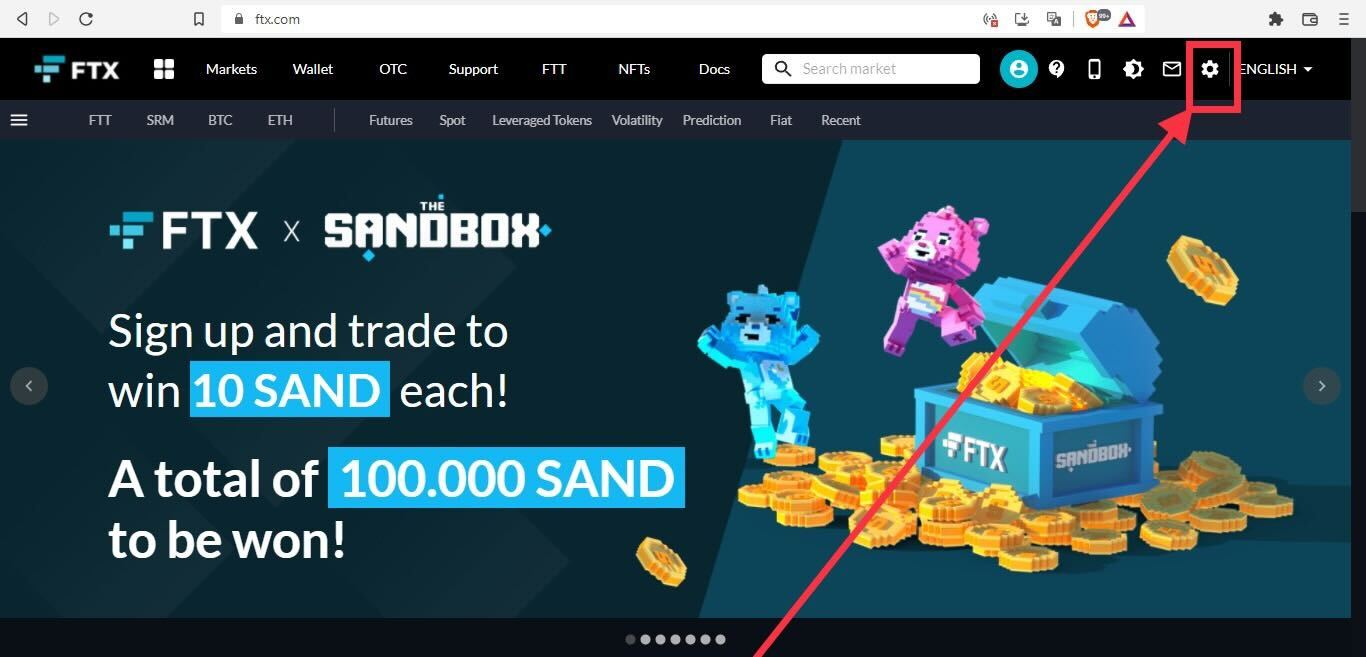 ftx.com
99+
FTX
Markets
Wallet
OTC
Support
FTT
NFTs
Docs
Search market
ENGLISH
FTT
SRM
BTC
ETH
Futures
Spot
Leveraged Tokens
Volatility
Prediction
Fiat
Recent
FTX X THE SANDBOX
Sign up and trade to
win 10 SAND each!
A total of 100.000 SAND
to be won!
FTX
THE
SANDBOX